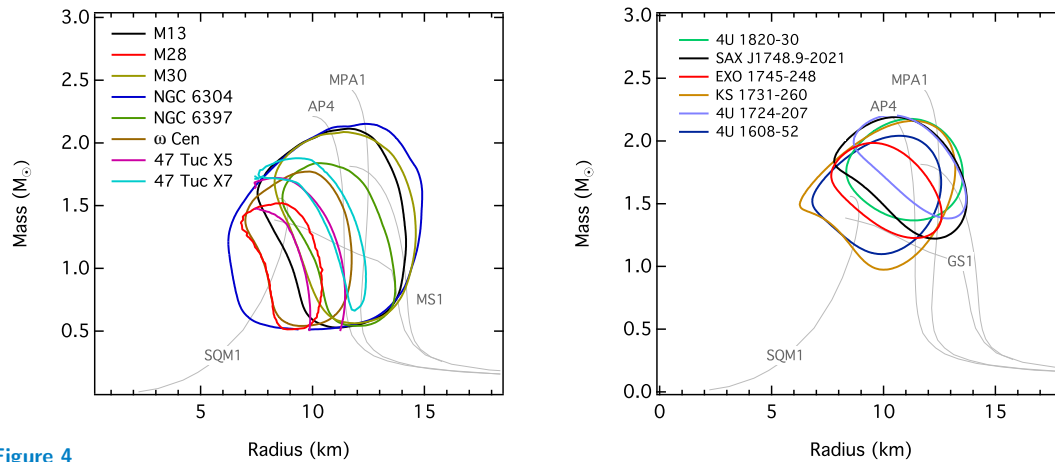 3.0
2.5
2.0
1.5
1.0
0.5
Mass (M☉)
M13
M28
M30
NGC 6304
NGC 6397
ω Cen
47 Tuc X5
47 Tuc X7
MPA1
AP4
MS1
SQM1
5 10 15
Radius (km)
3.0
2.5
2.0
1.5
1.0
0.5
0.0
Mass (M☉)
4U 1820-30
SAX J1748.9-2021
EXO 1745-248
KS 1731-260
4U 1724-207
4U 1608-52
MPA1
AP4
GS1
SQM1
0 5 10 15
Radius (km)
Figure 4